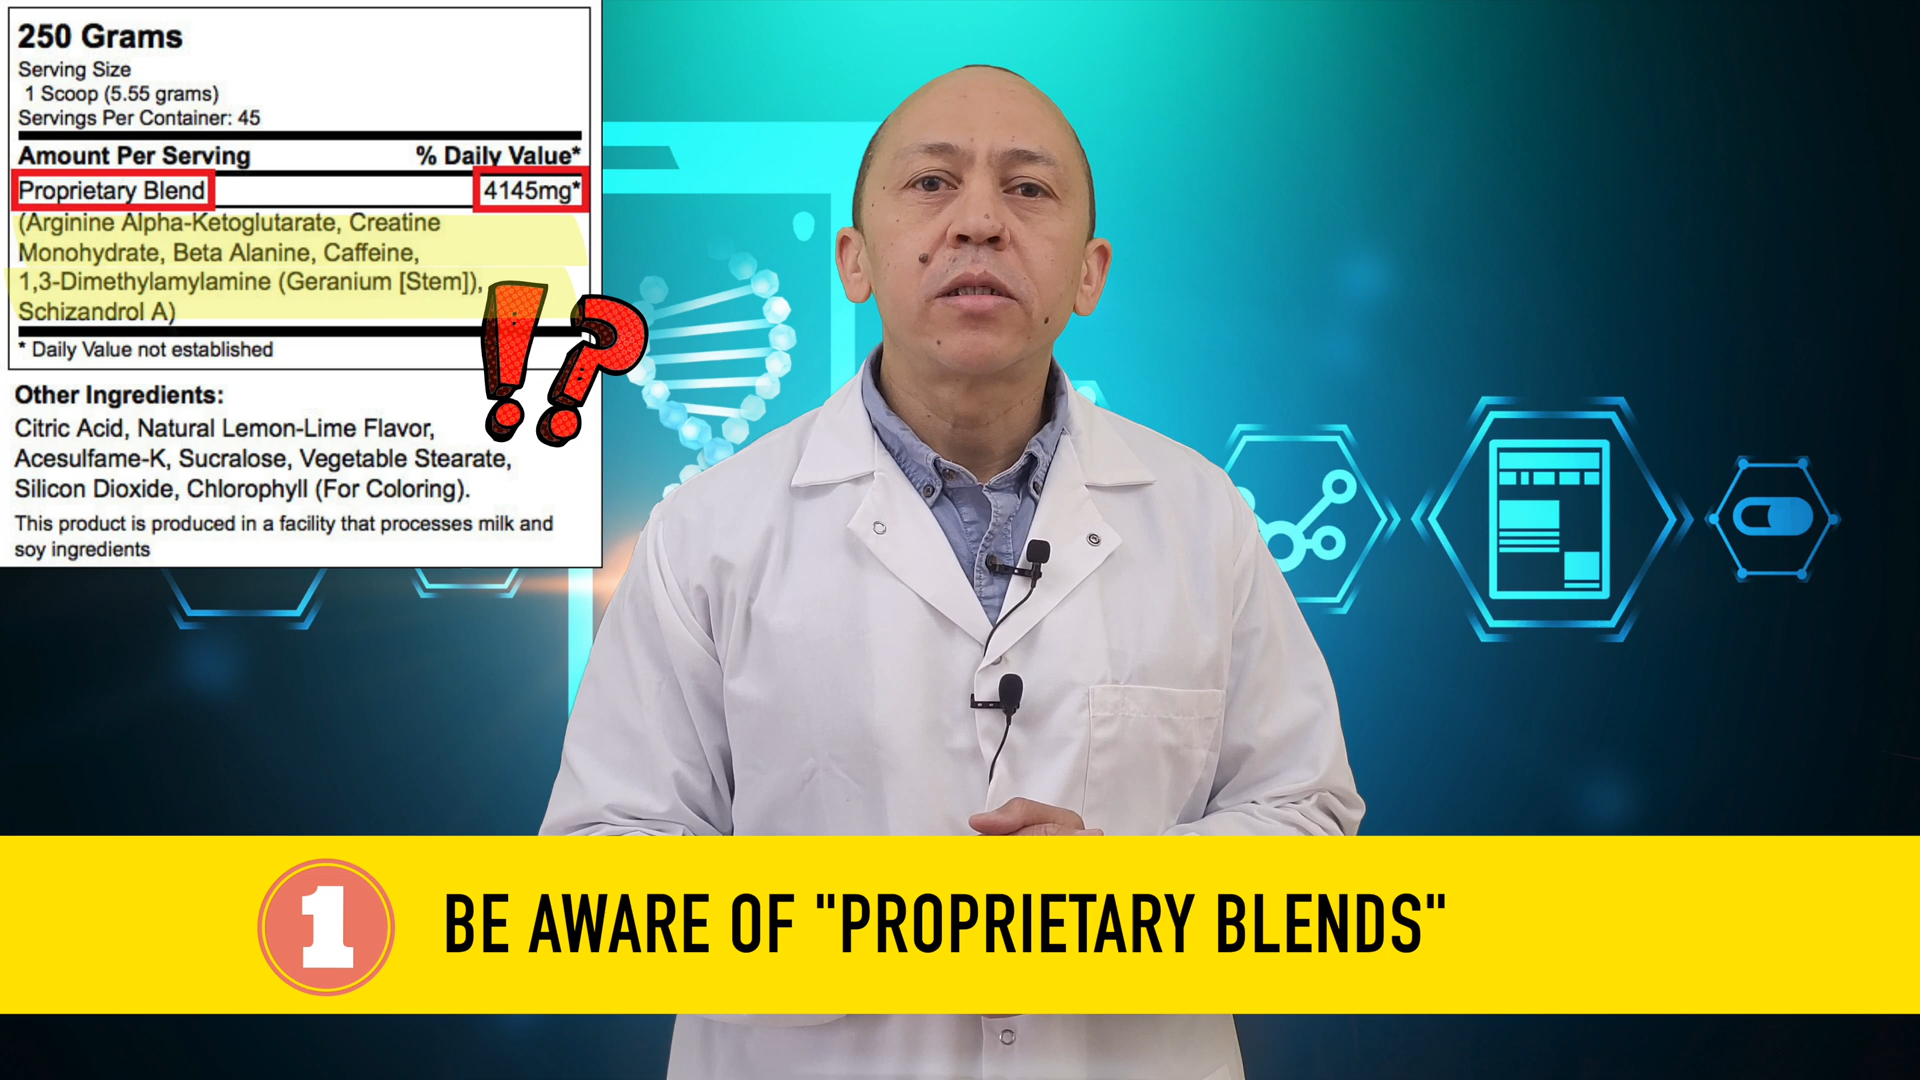 250 Grams
Serving Size
1 Scoop (5.55 grams)
Servings Per Container: 45
Amount Per Serving % Daily Value*
Proprietary Blend 4145mg*
(Arginine Alpha-Ketoglutarate, Creatine
Monohydrate, Beta Alanine, Caffeine,
1,3-Dimethylamylamine (Geranium [Stem]),
Schizandrol A)
* Daily Value not established
!?
Other Ingredients:
Citric Acid, Natural Lemon-Lime Flavor,
Acesulfame-K, Sucralose, Vegetable Stearate,
Silicon Dioxide, Chlorophyll (For Coloring).
This product is produced in a facility that processes milk and
soy ingredients
1 BE AWARE OF "PROPRIETARY BLENDS"